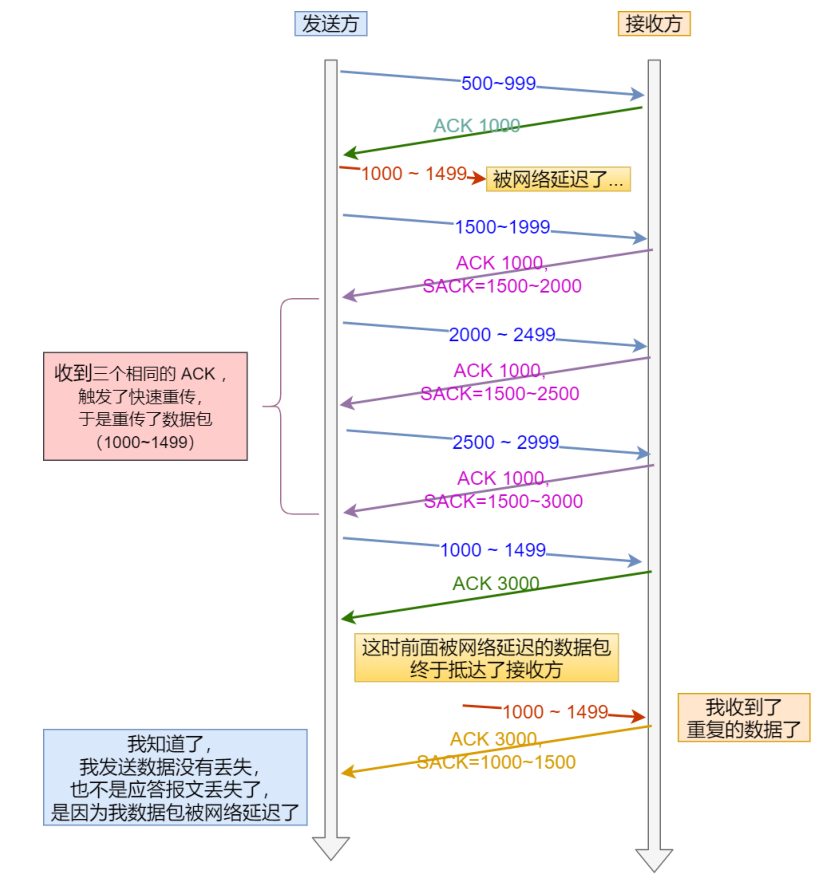 发送方
接收方
500~999
ACK 1000
1000 ~ 1499
被网络延迟了...
1500~1999
ACK 1000,
SACK=1500~2000
2000 ~ 2499
ACK 1000,
SACK=1500~2500
收到三个相同的 ACK ，
触发了快速重传，
于是重传了数据包
（1000~1499）
2500 ~ 2999
ACK 1000,
SACK=1500~3000
1000 ~ 1499
ACK 3000
这时前面被网络延迟的数据包
终于抵达了接收方
1000 ~ 1499
我收到了
重复的数据了
ACK 3000,
SACK=1000~1500
我知道了，
我发送数据没有丢失，
也不是应答报文丢失了，
是因为我数据包被网络延迟了